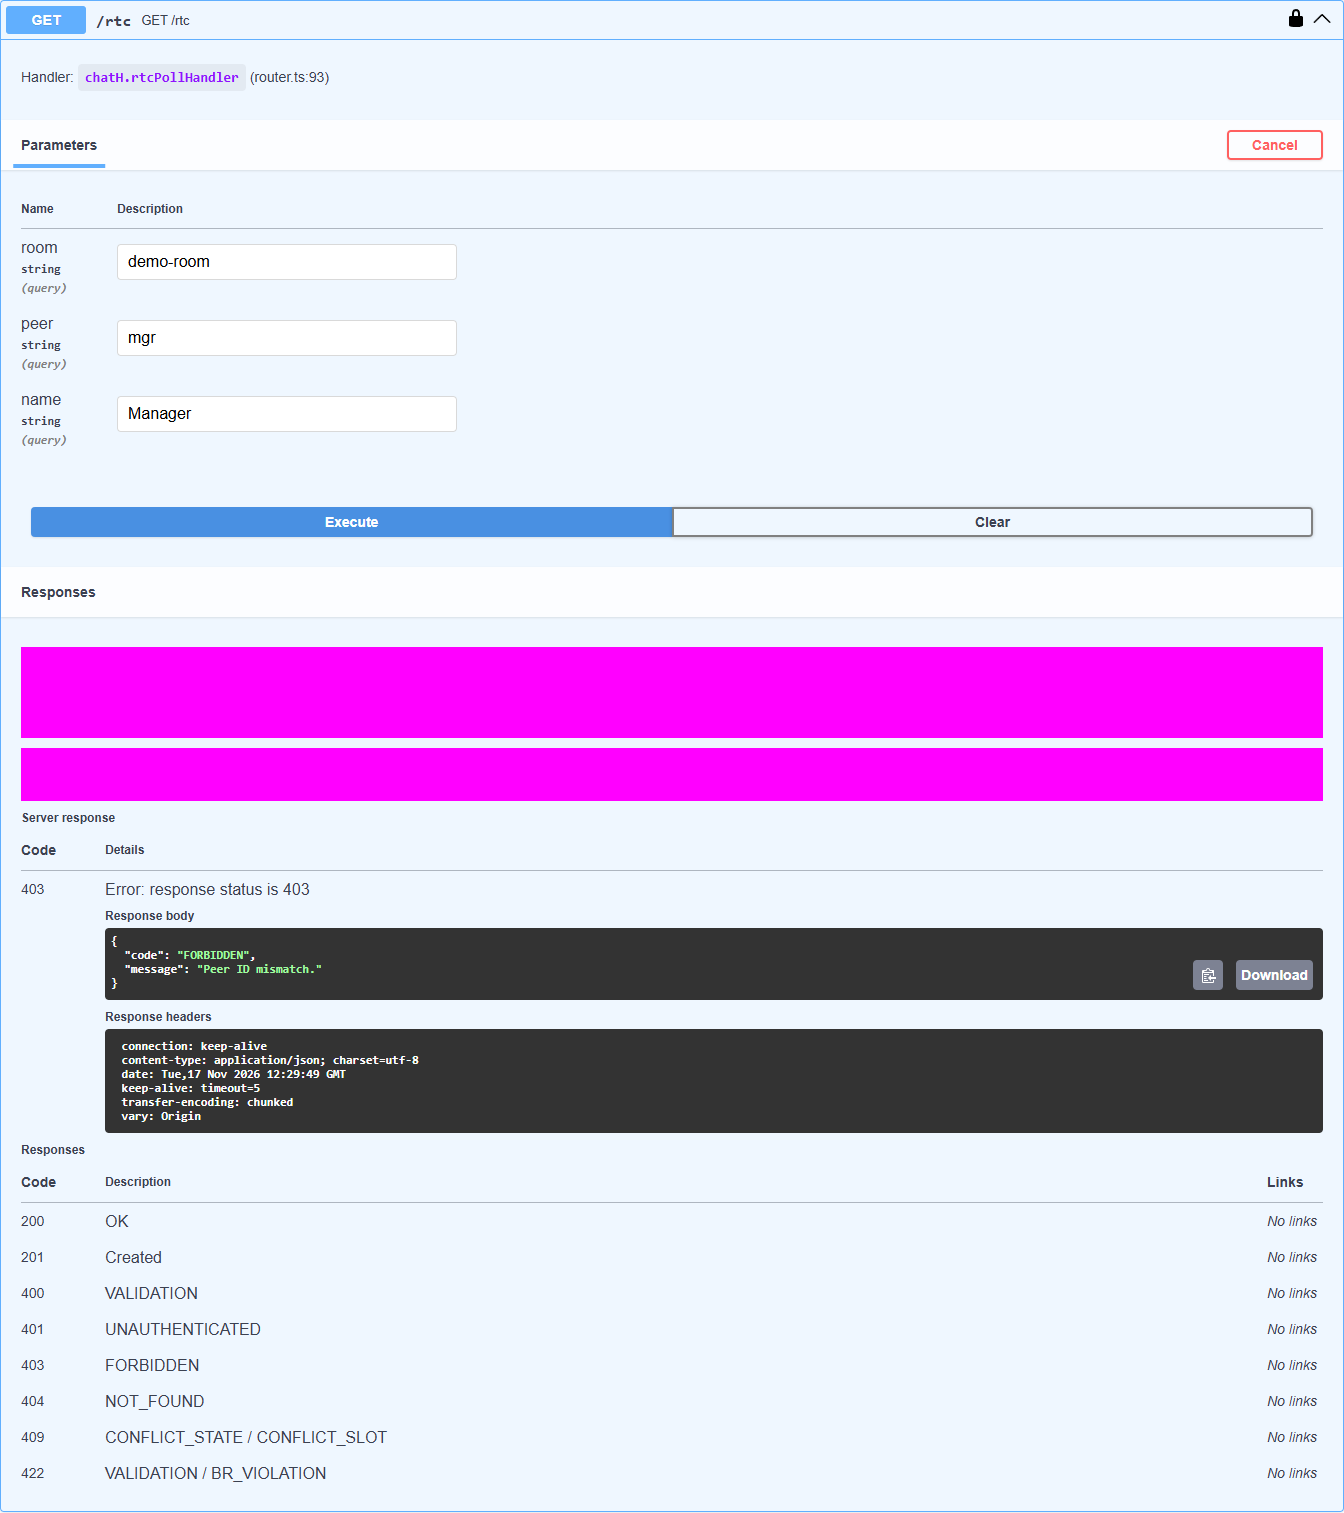 GET /rtc GET /rtc
Handler: chatH.rtcPollHandler (router.ts:93)
Parameters
Cancel
Name Description
room
string
(query)
demo-room
peer
string
(query)
mgr
name
string
(query)
Manager
Execute Clear
Responses
Server response
Code Details
403 Error: response status is 403
Response body
{
"code": "FORBIDDEN",
"message": "Peer ID mismatch."
}
Download
Response headers
connection: keep-alive
content-type: application/json; charset=utf-8
date: Tue,17 Nov 2026 12:29:49 GMT
keep-alive: timeout=5
transfer-encoding: chunked
vary: Origin
Responses
Code Description Links
200 OK No links
201 Created No links
400 VALIDATION No links
401 UNAUTHENTICATED No links
403 FORBIDDEN No links
404 NOT_FOUND No links
409 CONFLICT_STATE / CONFLICT_SLOT No links
422 VALIDATION / BR_VIOLATION No links